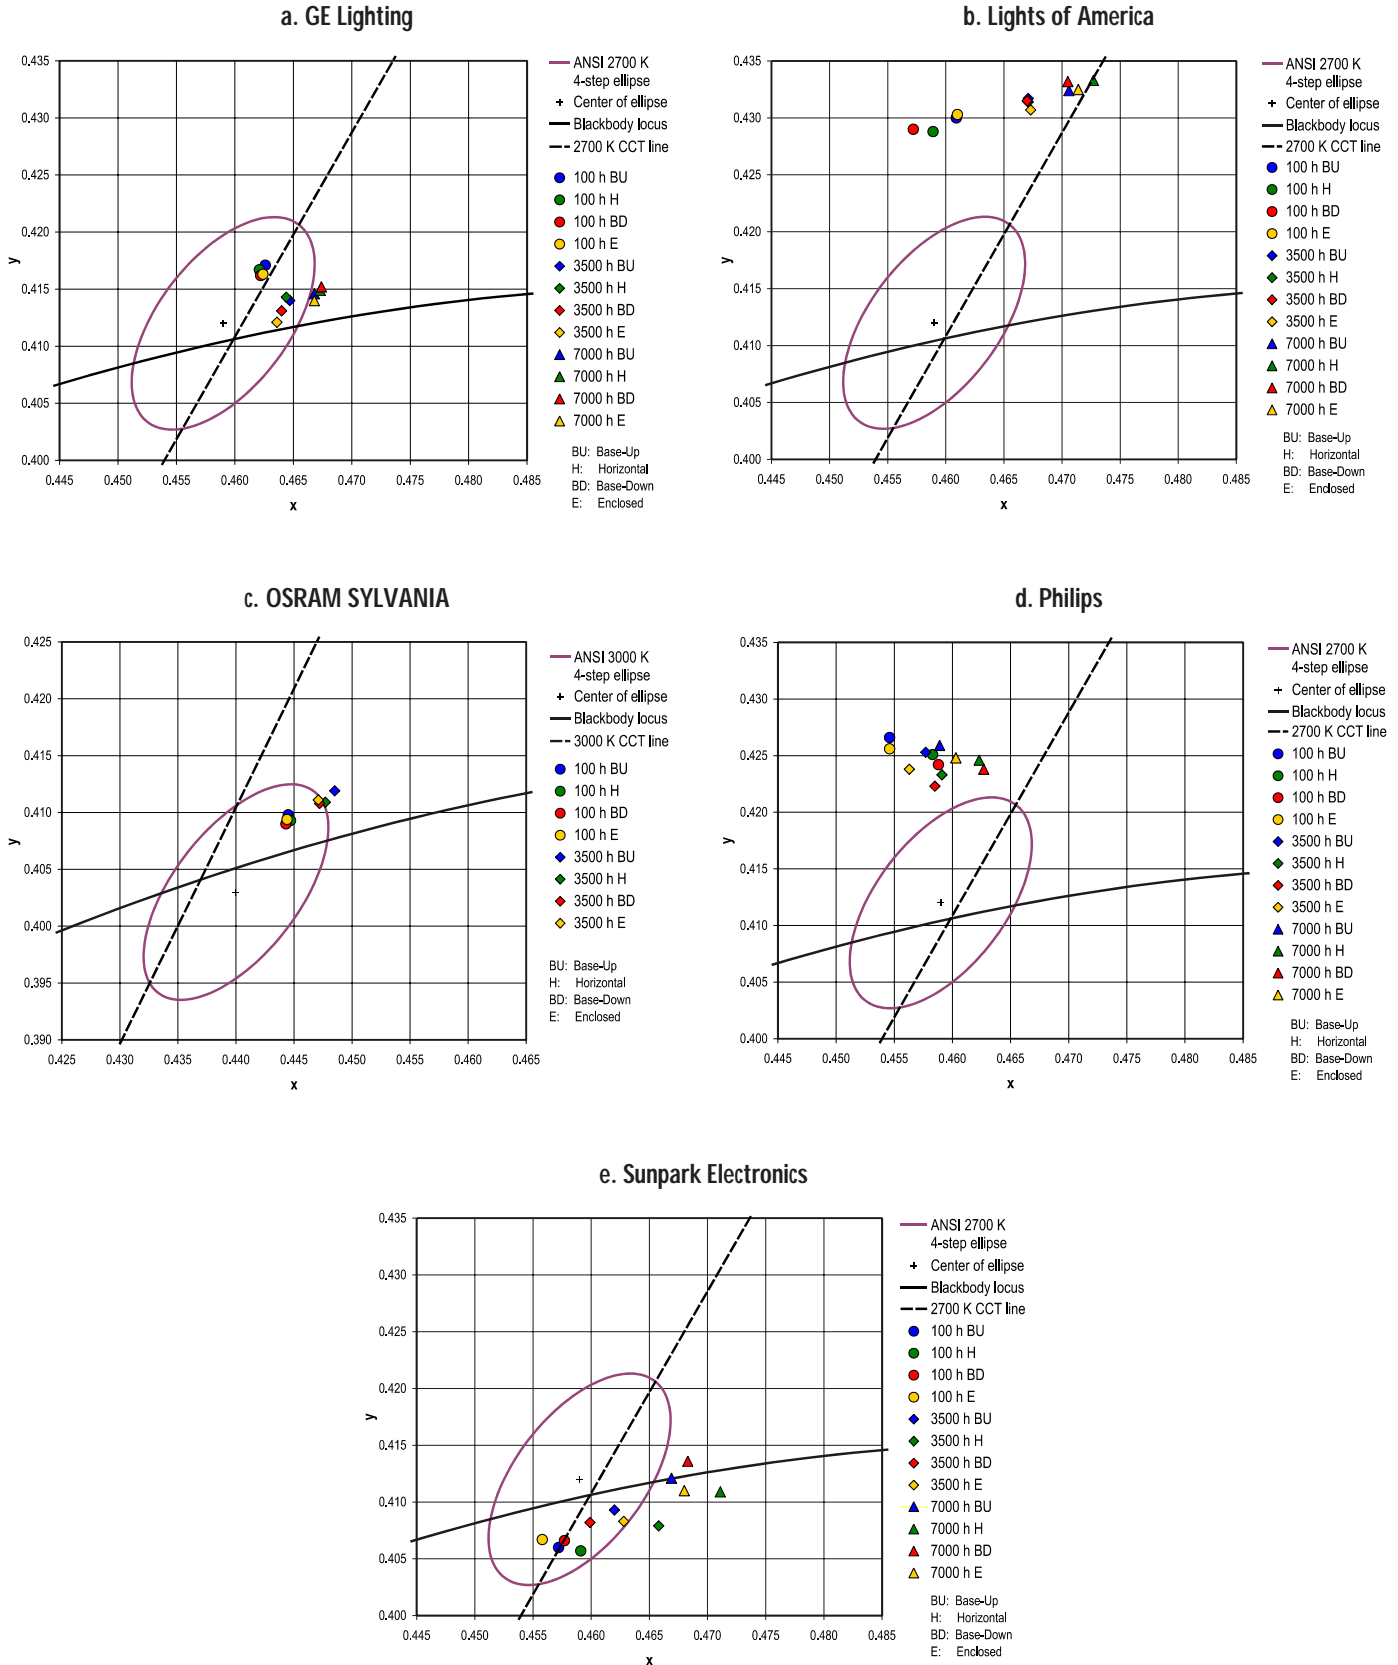 a. GE Lighting
0.435
0.430
0.425
0.420
0.415
0.410
0.405
0.400
y
0.445 0.450 0.455 0.460 0.465 0.470 0.475 0.480 0.485
x
ANSI 2700 K
4-step ellipse
Center of ellipse
Blackbody locus
2700 K CCT line
100 h BU
100 h H
100 h BD
100 h E
3500 h BU
3500 h H
3500 h BD
3500 h E
7000 h BU
7000 h H
7000 h BD
7000 h E
BU: Base-Up
H: Horizontal
BD: Base-Down
E: Enclosed
b. Lights of America
0.435
0.430
0.425
0.420
0.415
0.410
0.405
0.400
y
0.445 0.450 0.455 0.460 0.465 0.470 0.475 0.480 0.485
x
ANSI 2700 K
4-step ellipse
Center of ellipse
Blackbody locus
2700 K CCT line
100 h BU
100 h H
100 h BD
100 h E
3500 h BU
3500 h H
3500 h BD
3500 h E
7000 h BU
7000 h H
7000 h BD
7000 h E
BU: Base-Up
H: Horizontal
BD: Base-Down
E: Enclosed
c. OSRAM SYLVANIA
0.425
0.420
0.415
0.410
0.405
0.400
0.395
0.390
y
0.425 0.430 0.435 0.440 0.445 0.450 0.455 0.460 0.465
x
ANSI 3000 K
4-step ellipse
Center of ellipse
Blackbody locus
3000 K CCT line
100 h BU
100 h H
100 h BD
100 h E
3500 h BU
3500 h H
3500 h BD
3500 h E
BU: Base-Up
H: Horizontal
BD: Base-Down
E: Enclosed
d. Philips
0.435
0.430
0.425
0.420
0.415
0.410
0.405
0.400
y
0.445 0.450 0.455 0.460 0.465 0.470 0.475 0.480 0.485
x
ANSI 2700 K
4-step ellipse
Center of ellipse
Blackbody locus
2700 K CCT line
100 h BU
100 h H
100 h BD
100 h E
3500 h BU
3500 h H
3500 h BD
3500 h E
7000 h BU
7000 h H
7000 h BD
7000 h E
BU: Base-Up
H: Horizontal
BD: Base-Down
E: Enclosed
e. Sunpark Electronics
0.435
0.430
0.425
0.420
0.415
0.410
0.405
0.400
y
0.445 0.450 0.455 0.460 0.465 0.470 0.475 0.480 0.485
x
ANSI 2700 K
4-step ellipse
Center of ellipse
Blackbody locus
2700 K CCT line
100 h BU
100 h H
100 h BD
100 h E
3500 h BU
3500 h H
3500 h BD
3500 h E
7000 h BU
7000 h H
7000 h BD
7000 h E
BU: Base-Up
H: Horizontal
BD: Base-Down
E: Enclosed